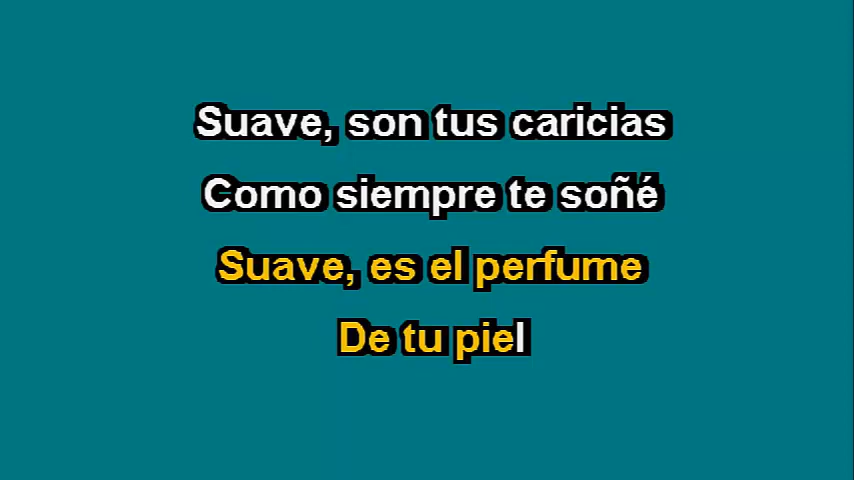 Suave, son tus caricias
Como siempre te soñé
Suave, es el perfume
De tu piel